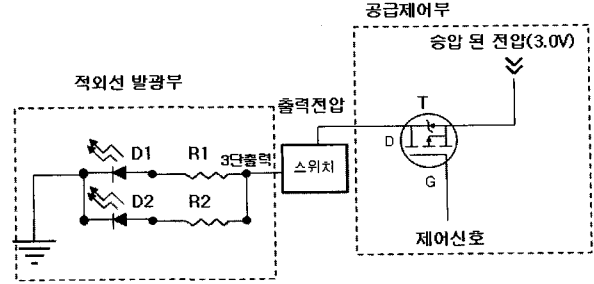 공급제어부
승압 된 전압(3.0V)
적외선 발광부
출력전압
T
D1
R1
3단출력
스위치
D
G
D2
R2
제어신호